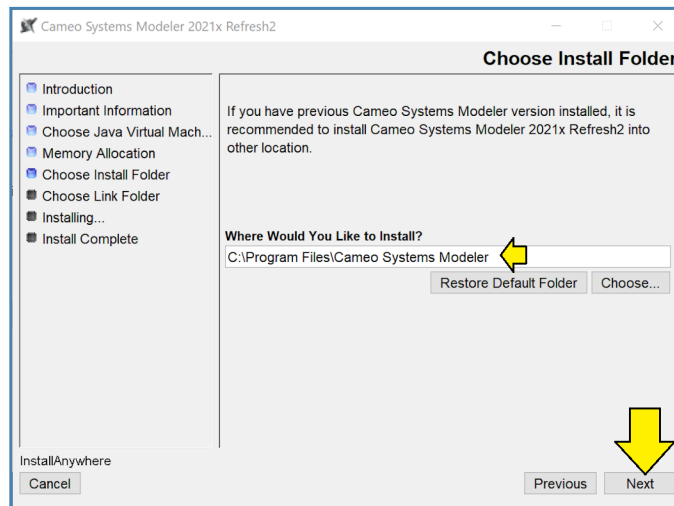 Cameo Systems Modeler 2021x Refresh2
Choose Install Folder
Introduction
Important Information
Choose Java Virtual Mach...
Memory Allocation
Choose Install Folder
Choose Link Folder
Installing...
Install Complete
If you have previous Cameo Systems Modeler version installed, it is
recommended to install Cameo Systems Modeler 2021x Refresh2 into
other location.
Where Would You Like to Install?
C:\Program Files\Cameo Systems Modeler
Restore Default Folder
Choose...
InstallAnywhere
Cancel
Previous
Next